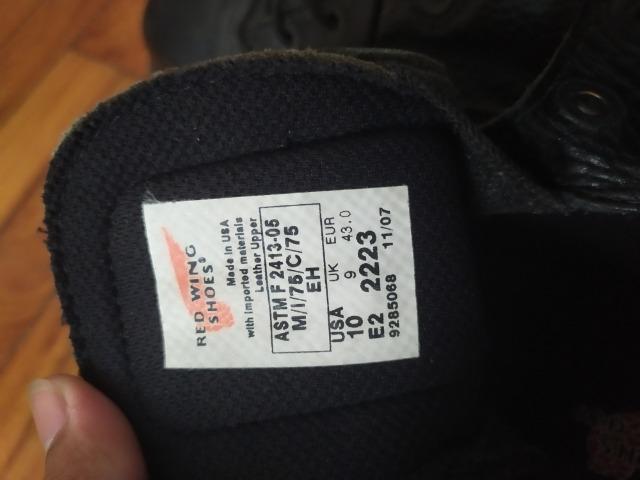 RED WING
SHOES®
Made in USA
with imported materials
Leather Upper
ASTM F 2413-05
M/I/75/C/75
EH
USA UK EUR
10 9 43.0
E2 2223
9285068 11/07